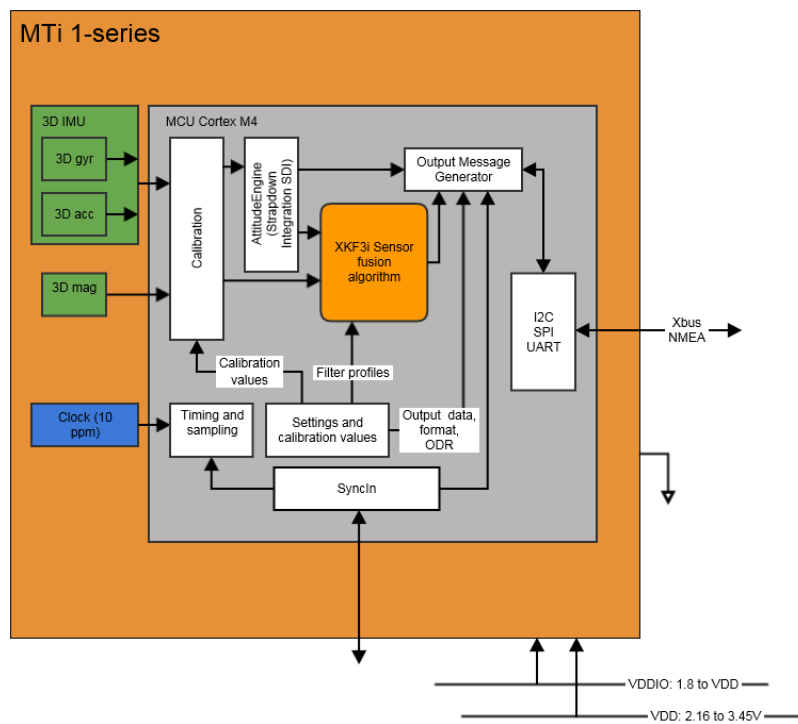 MTi 1-series
3D IMU
3D gyr
3D acc
3D mag
Clock (10
ppm)
MCU Cortex M4
Calibration
AttitudeEngine
(Strapdown
Integration SDI)
Output Message
Generator
XKF3i Sensor
fusion
algorithm
I2C
SPI
UART
Xbus
NMEA
Calibration
values
Filter profiles
Timing and
sampling
Settings and
calibration values
Output data,
format,
ODR
SyncIn
VDDIO: 1.8 to VDD
VDD: 2.16 to 3.45V